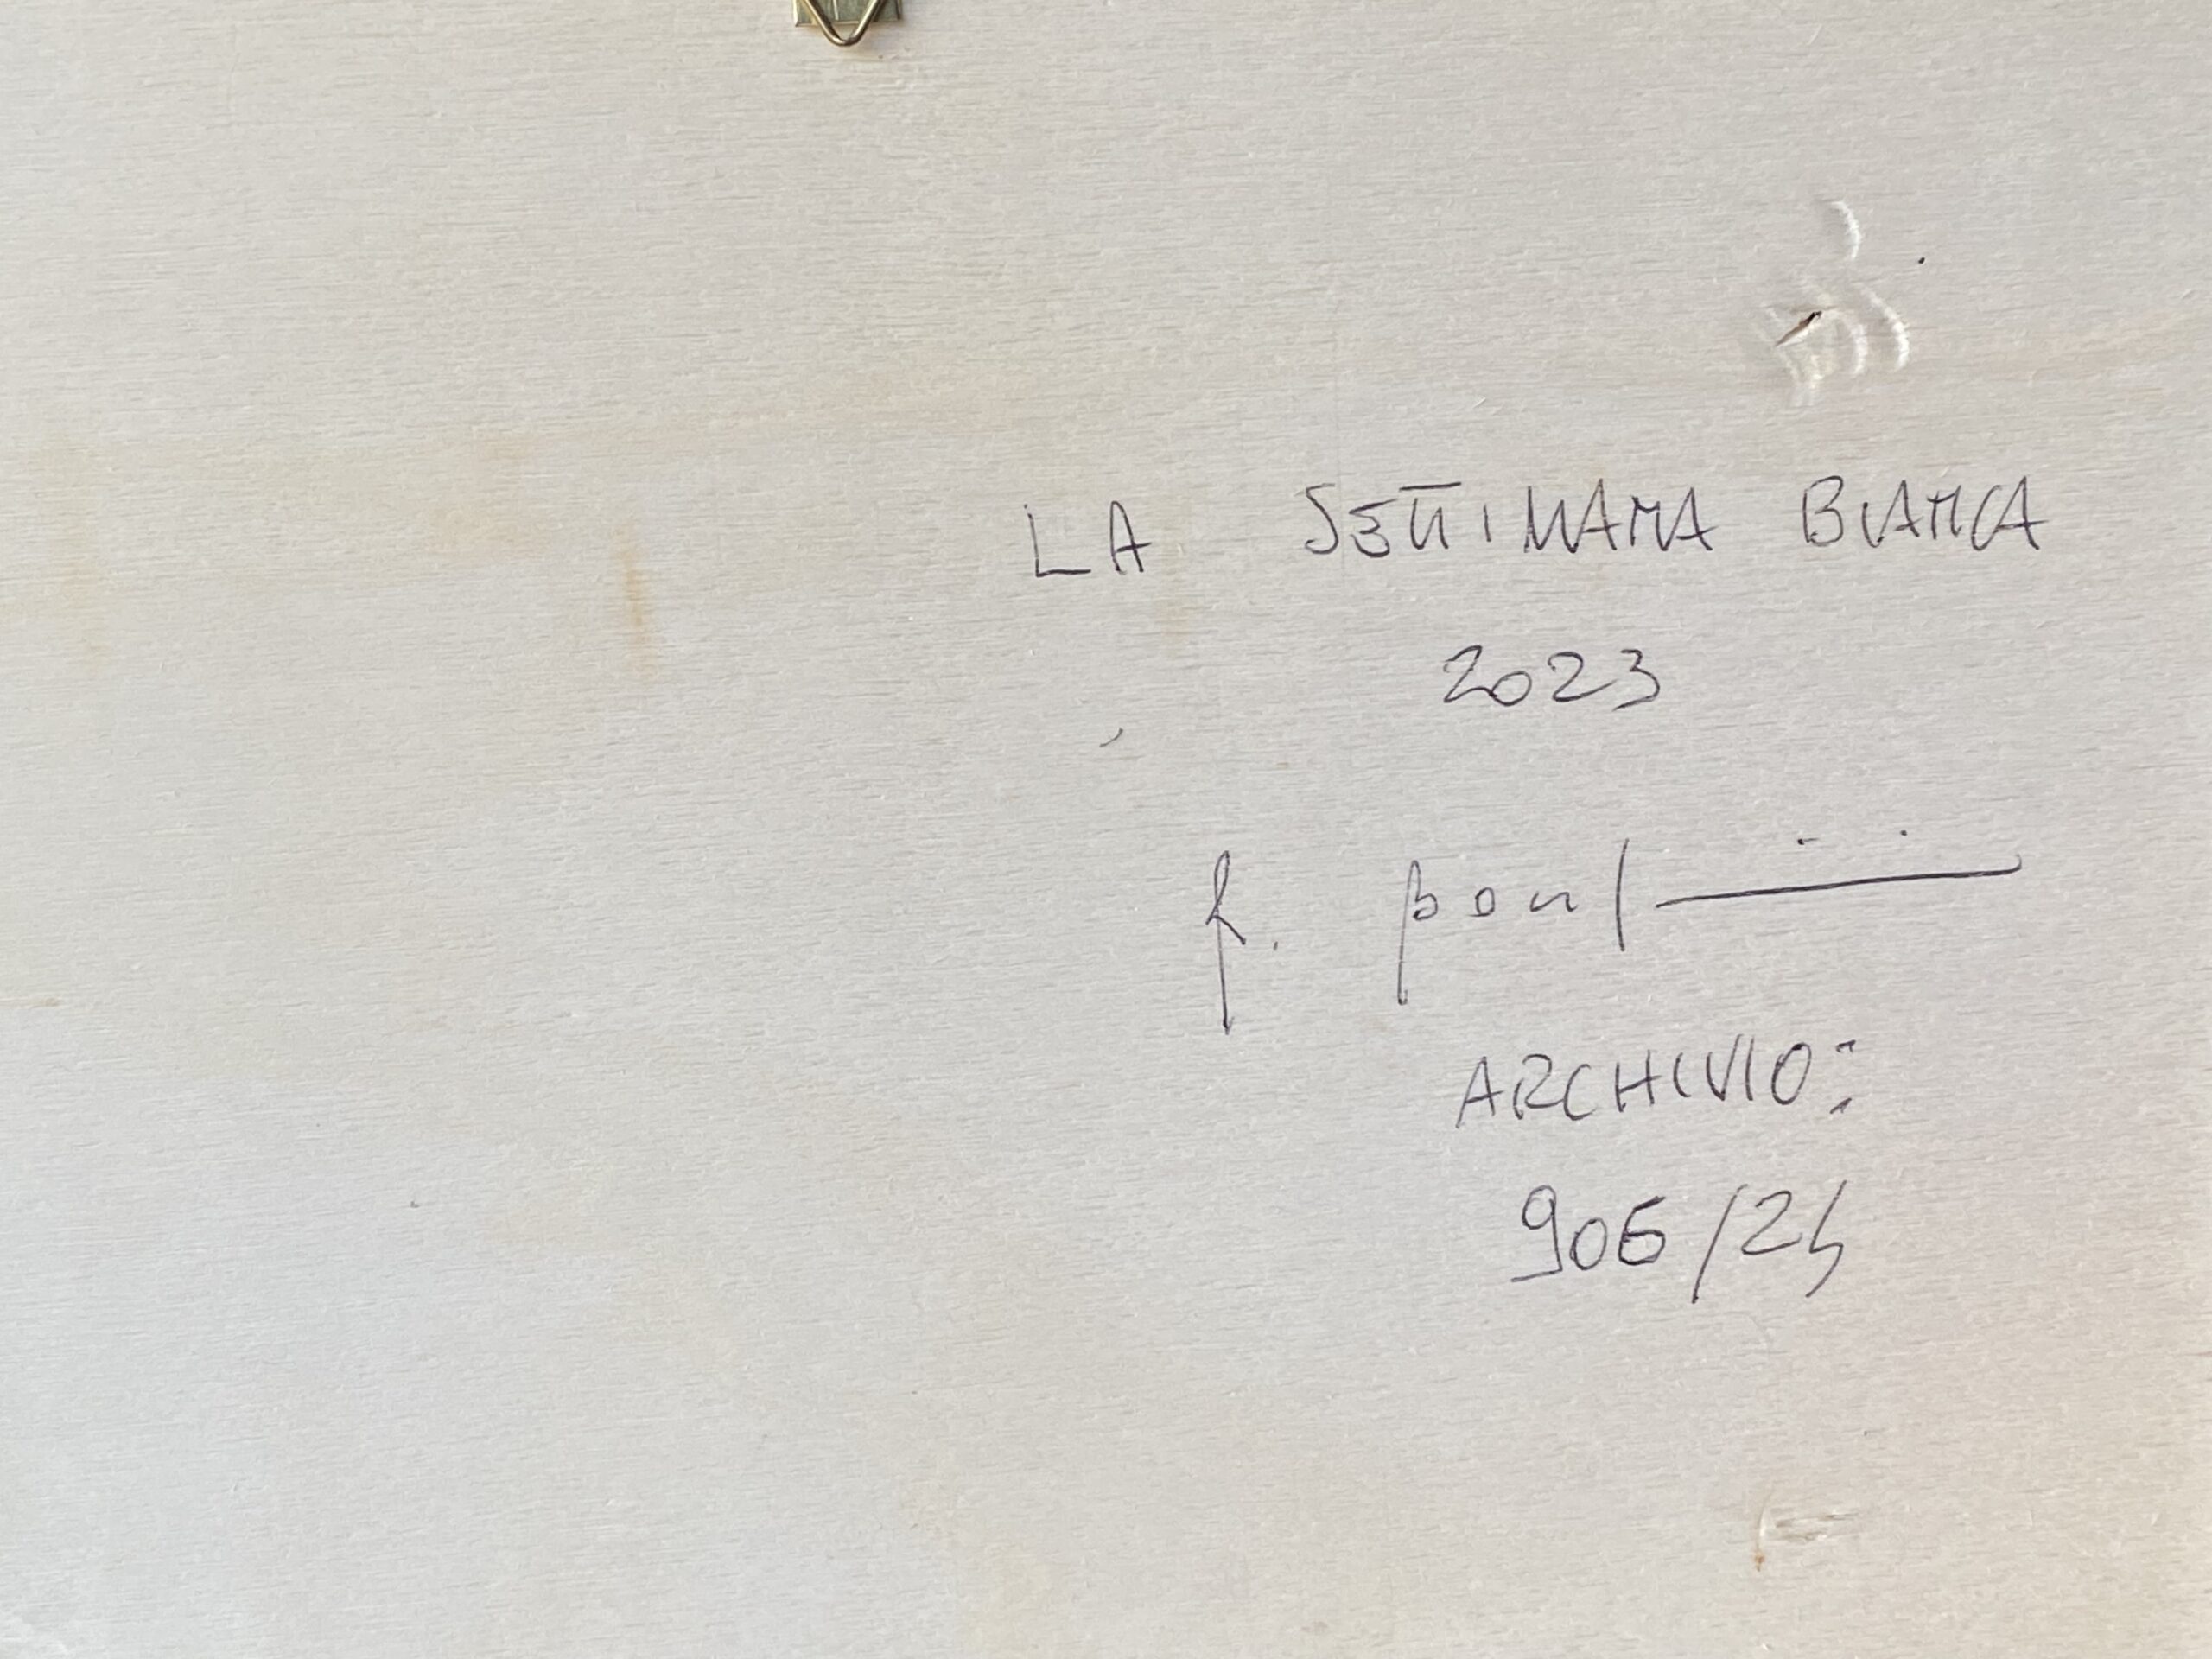 LA SETTIMANA BIANCA
2023
f.
ARCHIVIO:
906/24